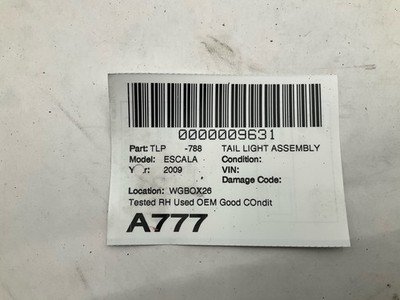 0000009631
Part: TLP -788 TAIL LIGHT ASSEMBLY
Model: ESCALA Condition:
Year: 2009 VIN:
Damage Code:
Location: WGBOX26
Tested RH Used OEM Good COndit
A777